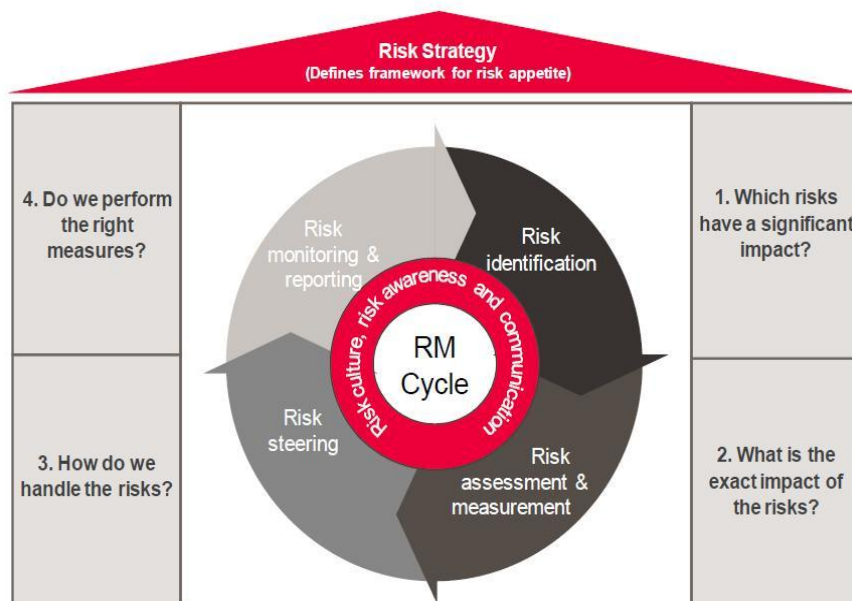 Risk Strategy
(Defines framework for risk appetite)
4. Do we perform
the right
measures?
1. Which risks
have a significant
impact?
Risk
monitoring &
reporting
Risk
identification
Risk culture, risk awareness and communication
RM
Cycle
Risk
steering
Risk
assessment &
measurement
3. How do we
handle the risks?
2. What is the
exact impact of
the risks?